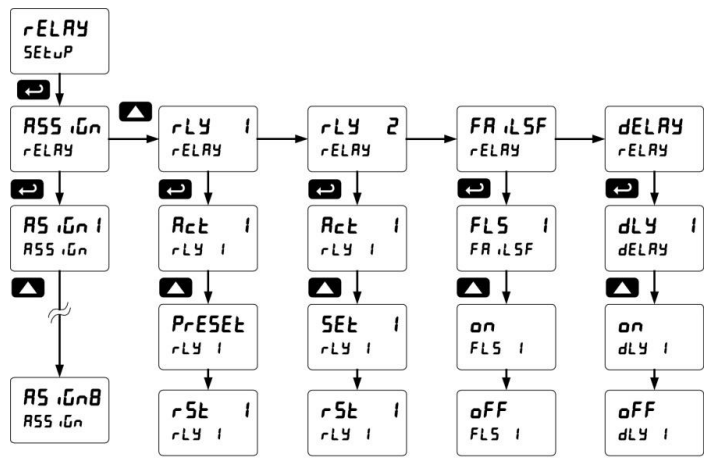 rELAY
SEtuP
ASSiGn
rELAY
rLY 1
rELAY
rLY 2
rELAY
FAiLSF
rELAY
dELAY
rELAY
ASiGn 1
ASSiGn
Act 1
rLY 1
Act 1
rLY 1
FLS 1
FAiLSF
dLY 1
dELAY
PrESEt
rLY 1
SEt 1
rLY 1
on
FLS 1
on
dLY 1
ASiGn8
ASSiGn
rSt 1
rLY 1
rSt 1
rLY 1
oFF
FLS 1
oFF
dLY 1